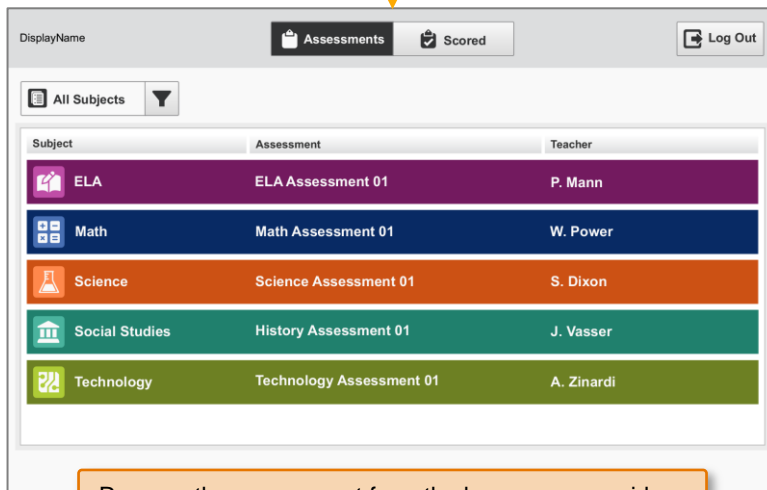 DisplayName Assessments Scored Log Out
All Subjects
Subject Assessment Teacher
ELA ELA Assessment 01 P. Mann
Math Math Assessment 01 W. Power
Science Science Assessment 01 S. Dixon
Social Studies History Assessment 01 J. Vasser
Technology Technology Assessment 01 A. Zinardi